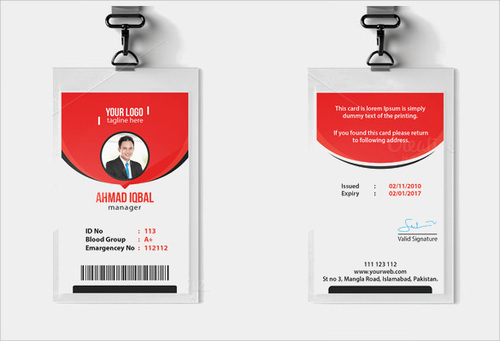 YOUR LOGO
tagline here
AHMAD IQBAL
manager
ID No : 113
Blood Group : A+
Emargencey No : 112112
This card is lorem Ipsum is simply
dummy text of the printing.
If you found this card please return
to following address.
Issued : 02/11/2010
Expiry : 02/01/2017
Valid Signature
111 123 112
www.yourweb.com
St no 3, Mangla Road, Islamabad, Pakistan.